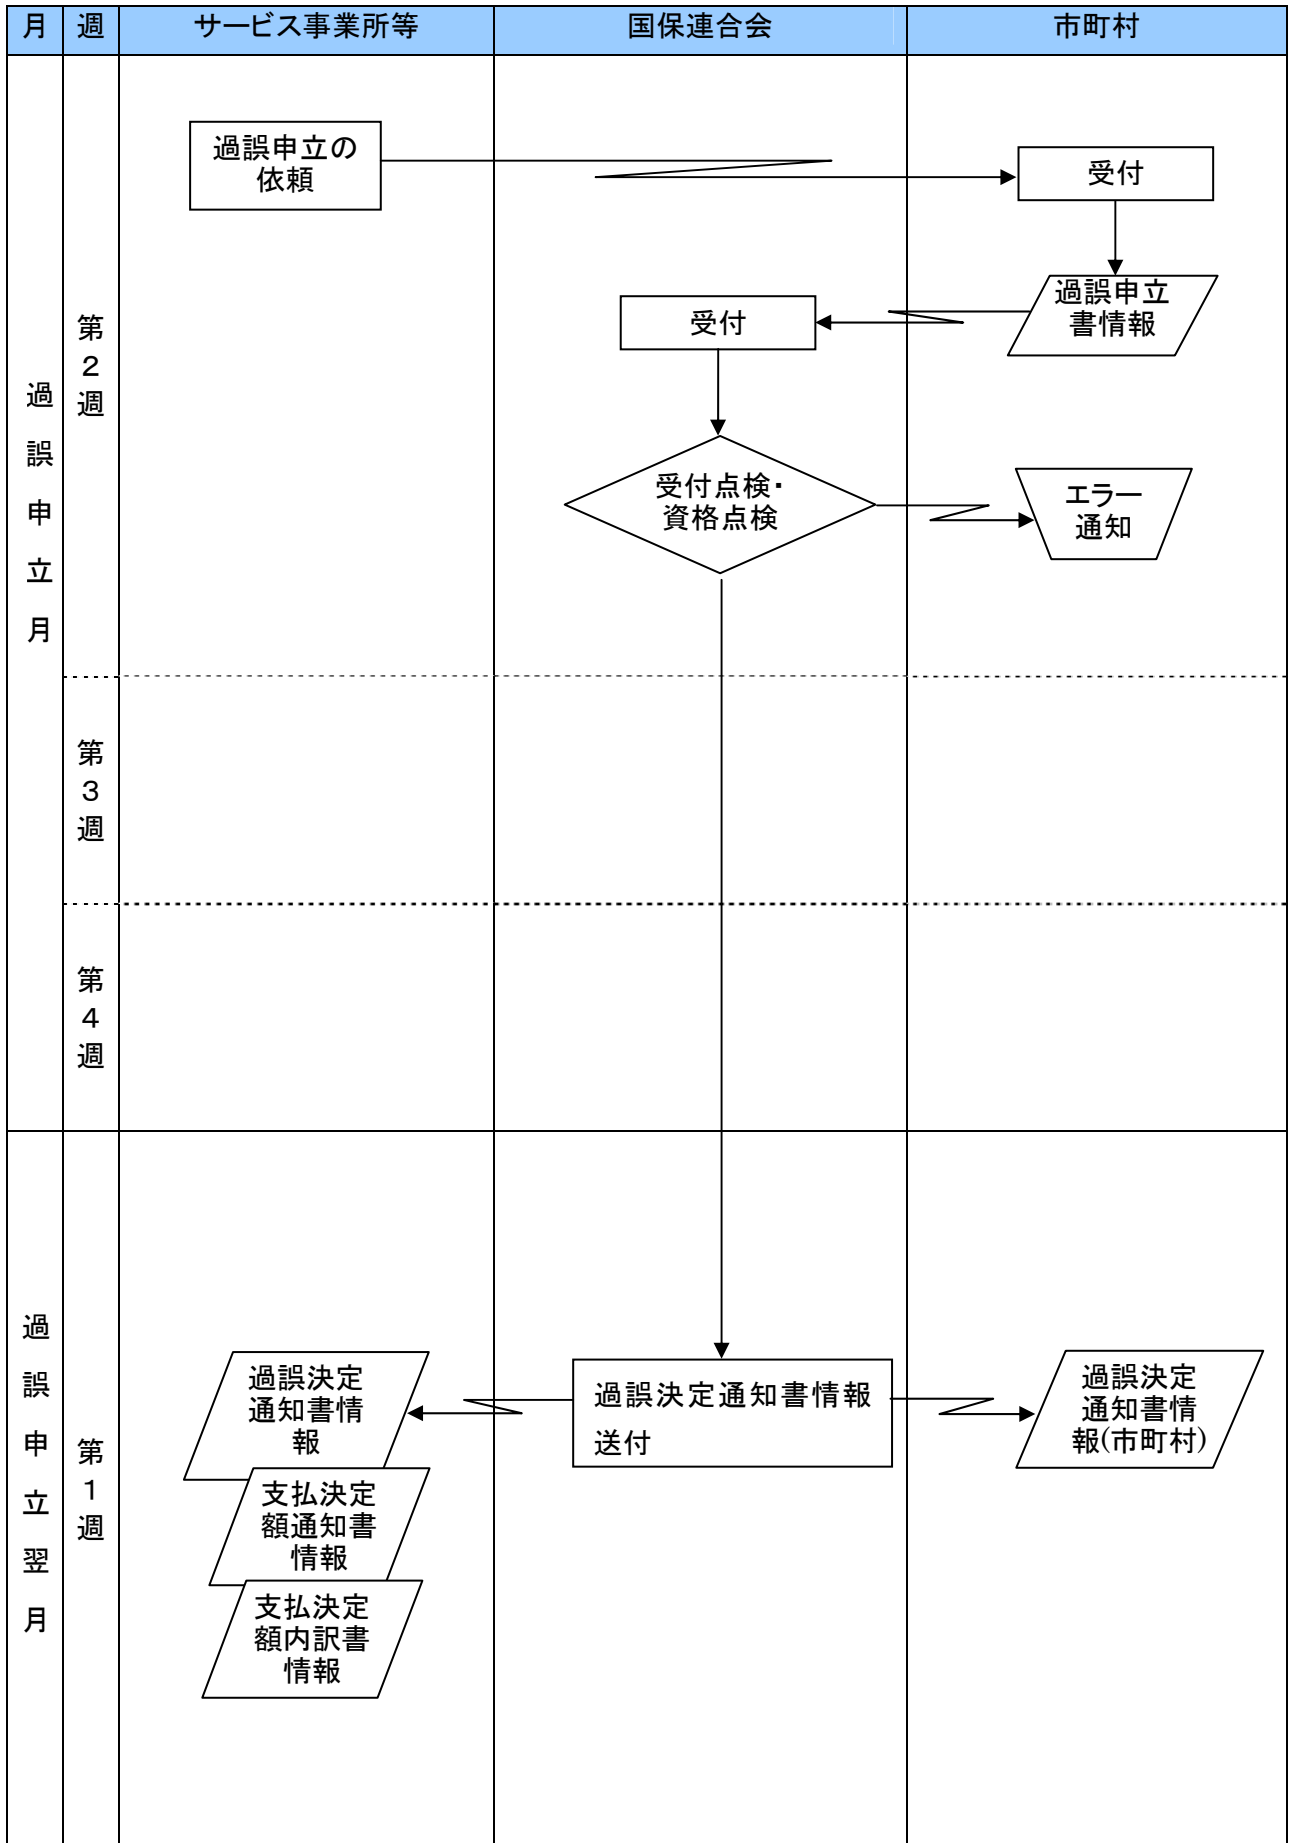 月 週 サービス事業所等 国保連合会 市町村
過誤申立月
第2週
過誤申立の
依頼
受付
過誤申立
書情報
受付
受付点検・
資格点検
エラー
通知
第3週
第4週
過誤申立翌月
第1週
過誤決定
通知書情
報
支払決定
額通知書
情報
支払決定
額内訳書
情報
過誤決定通知書情報
送付
過誤決定
通知書情
報(市町村)